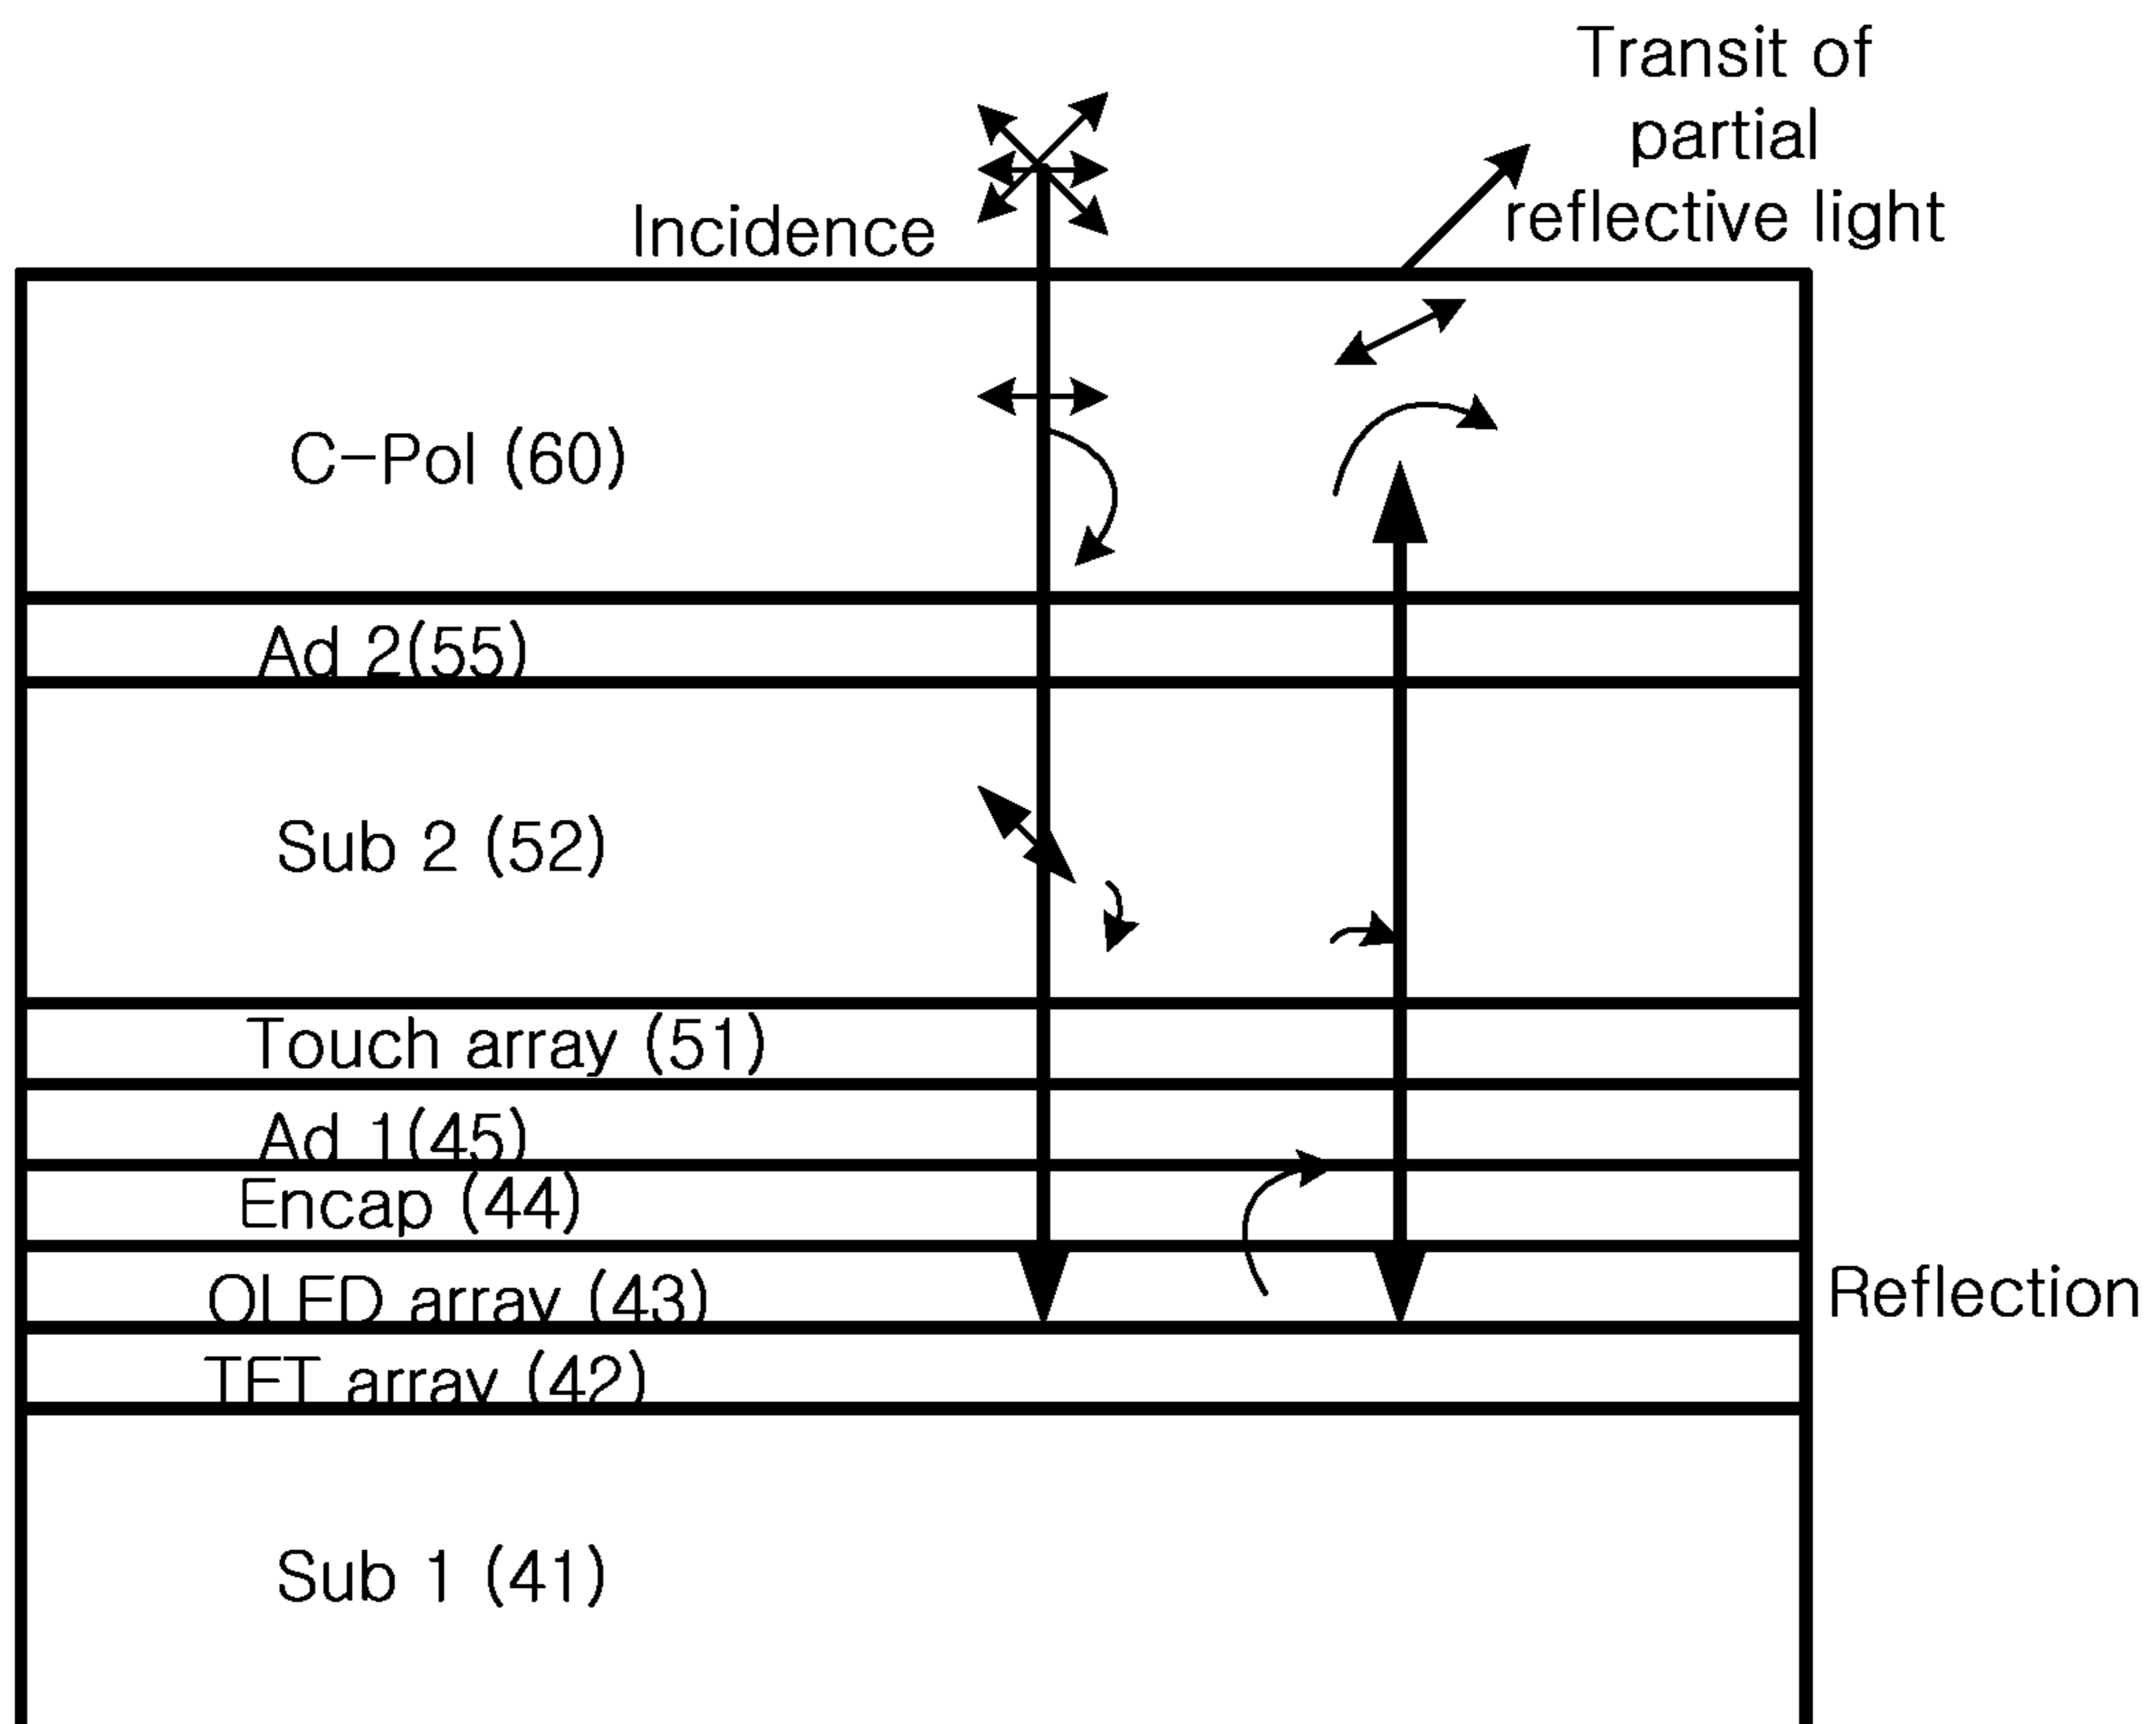 Transit of
partial
reflective light
Incidence
C-Pol (60)
Ad 2(55)
Sub 2 (52)
Touch array (51)
Ad 1(45)
Encap (44)
OLED array (43)
Reflection
TFT array (42)
Sub 1 (41)